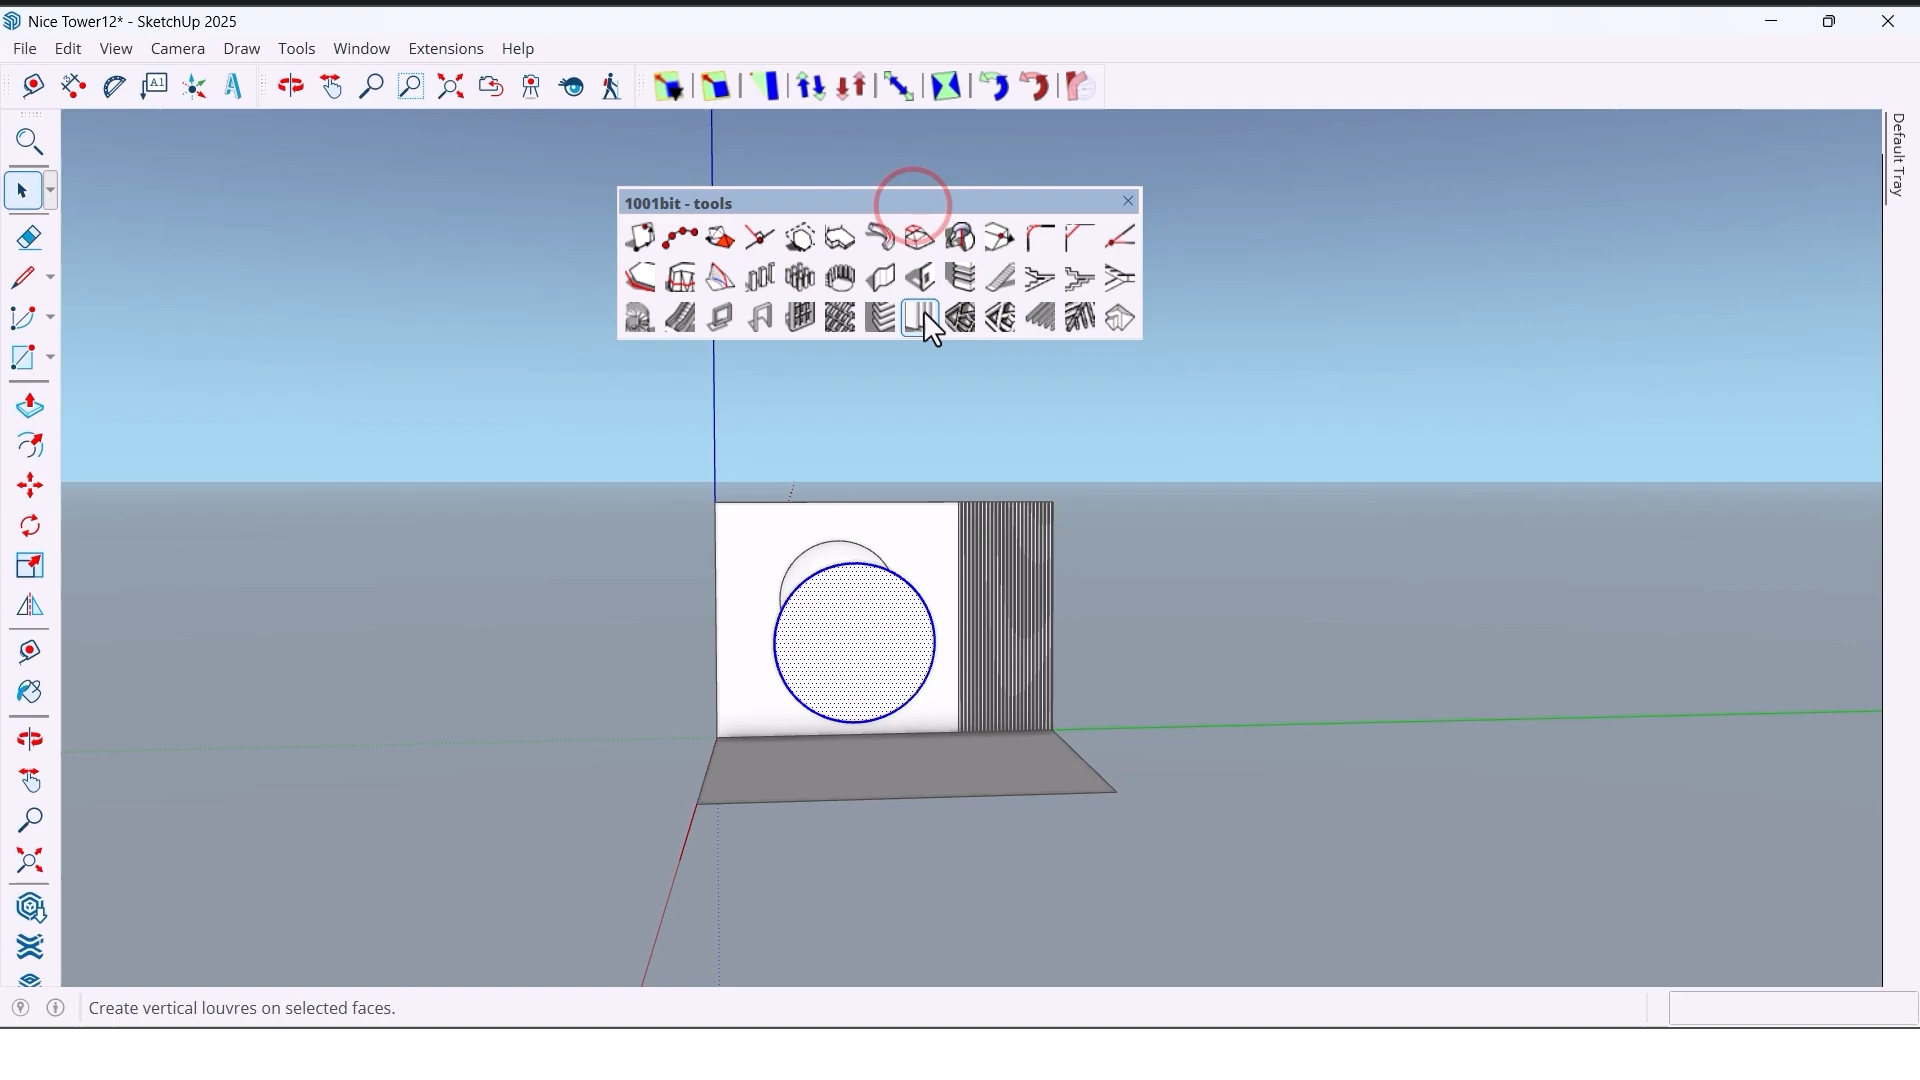 Nice Tower12* - SketchUp 2025
File Edit View Camera Draw Tools Window Extensions Help
A1
Default Tray
1001bit - tools
Create vertical louvres on selected faces.